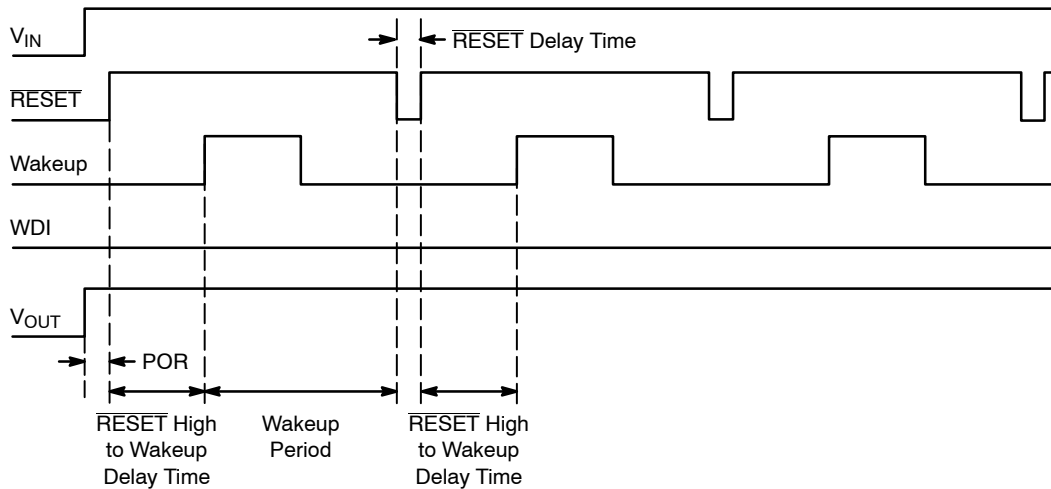 V_IN
RESET Delay Time
RESET
Wakeup
WDI
V_OUT
POR
RESET High
to Wakeup
Delay Time
Wakeup
Period
RESET High
to Wakeup
Delay Time